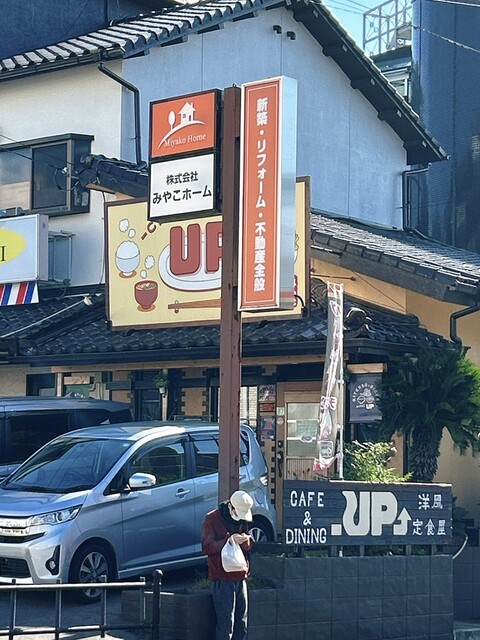 Miyako Home
株式会社
みやこホーム
新築・リフォーム・不動産全般
UP
I
UP
CAFE
&
DINING
.UP
洋風
定食屋